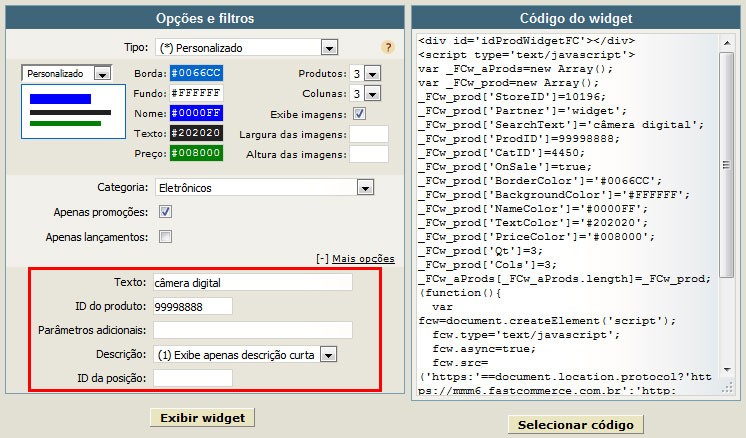 Opções e filtros
Tipo: (*) Personalizado ?
Personalizado
Borda: #0066CC Produtos: 3
Fundo: #FFFFFF Colunas: 3
Nome: #0000FF Exibe imagens:
Texto: #202020 Largura das imagens:
Preço: #008000 Altura das imagens:
Categoria: Eletrônicos
Apenas promoções:
Apenas lançamentos:
[-] Mais opções
Texto: câmera digital
ID do produto: 99998888
Parâmetros adicionais:
Descrição: (1) Exibe apenas descrição curta
ID da posição:
Exibir widget
Código do widget
<div id='idProdWidgetFC'></div>
<script type='text/javascript'>
var _FCw_aProds=new Array();
var _FCw_prod=new Array();
_FCw_prod['StoreID']=10196;
_FCw_prod['Partner']='widget';
_FCw_prod['SearchText']='câmera digital';
_FCw_prod['ProdID']=99998888;
_FCw_prod['CatID']=4450;
_FCw_prod['OnSale']=true;
_FCw_prod['BorderColor']='#0066CC';
_FCw_prod['BackgroundColor']='#FFFFFF';
_FCw_prod['NameColor']='#0000FF';
_FCw_prod['TextColor']='#202020';
_FCw_prod['PriceColor']='#008000';
_FCw_prod['Qt']=3;
_FCw_prod['Cols']=3;
_FCw_aProds[_FCw_aProds.length]=_FCw_prod;
(function(){
var
fcw=document.createElement('script');
fcw.type='text/javascript';
fcw.async=true;
fcw.src=
('https:'==document.location.protocol?'htt
ps://mmm6.fastcommerce.com.br':'http:
Selecionar código